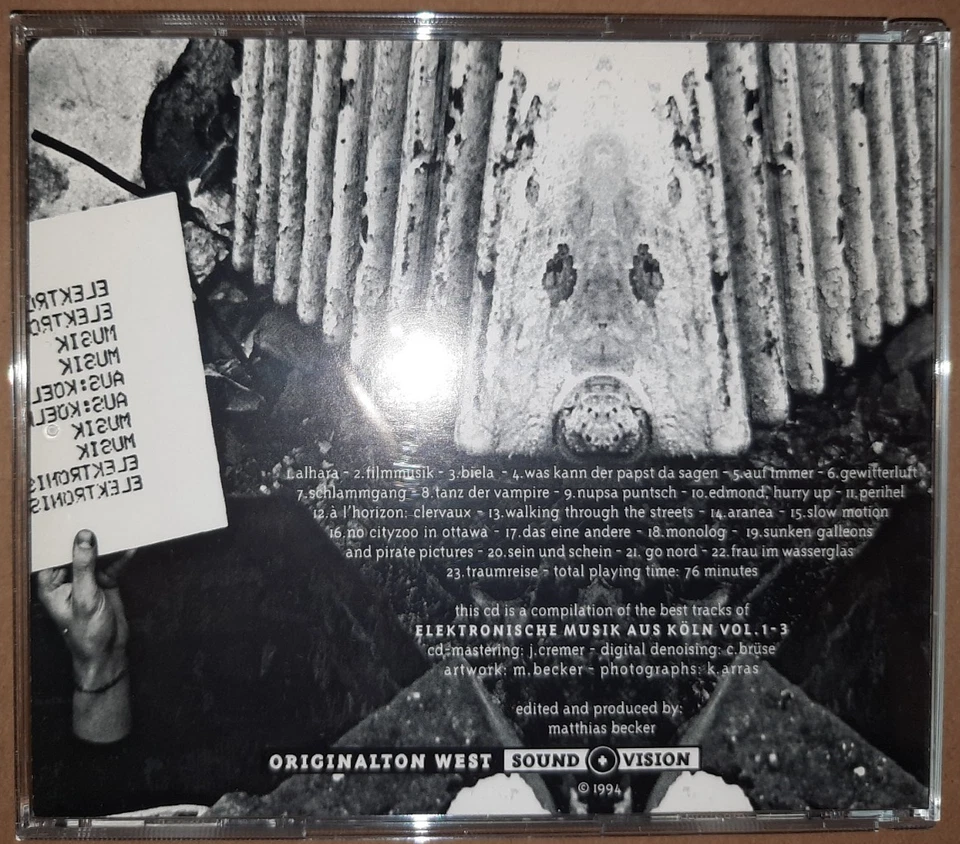 ELEKTRO
ELEKTRO
MUSIK
MUSIK
AUS:KOEL
AUS:KOEL
MUSIK
MUSIK
ELEKTRONIS
ELEKTRONIS
1.alhara - 2.filmmusik - 3.biela - 4.was kann der papst da sagen - 5.auf immer - 6.gewitterluft
7.schlammgang - 8.tanz der vampire - 9.nupsa puntsch - 10.edmond, hurry up - 11.perihel
12.à l'horizon: clervaux - 13.walking through the streets - 14.aranea - 15.slow motion
16.no cityzoo in ottawa - 17.das eine andere - 18.monolog - 19.sunken galleons
and pirate pictures - 20.sein und schein - 21. go nord - 22.frau im wasserglas
23.traumreise - total playing time: 76 minutes
this cd is a compilation of the best tracks of
ELEKTRONISCHE MUSIK AUS KÖLN VOL.1-3
cd-mastering: j.cremer - digital denoising: c.brüse
artwork: m.becker - photographs: k.arras
edited and produced by:
matthias becker
ORIGINALTON WEST SOUND + VISION
© 1994